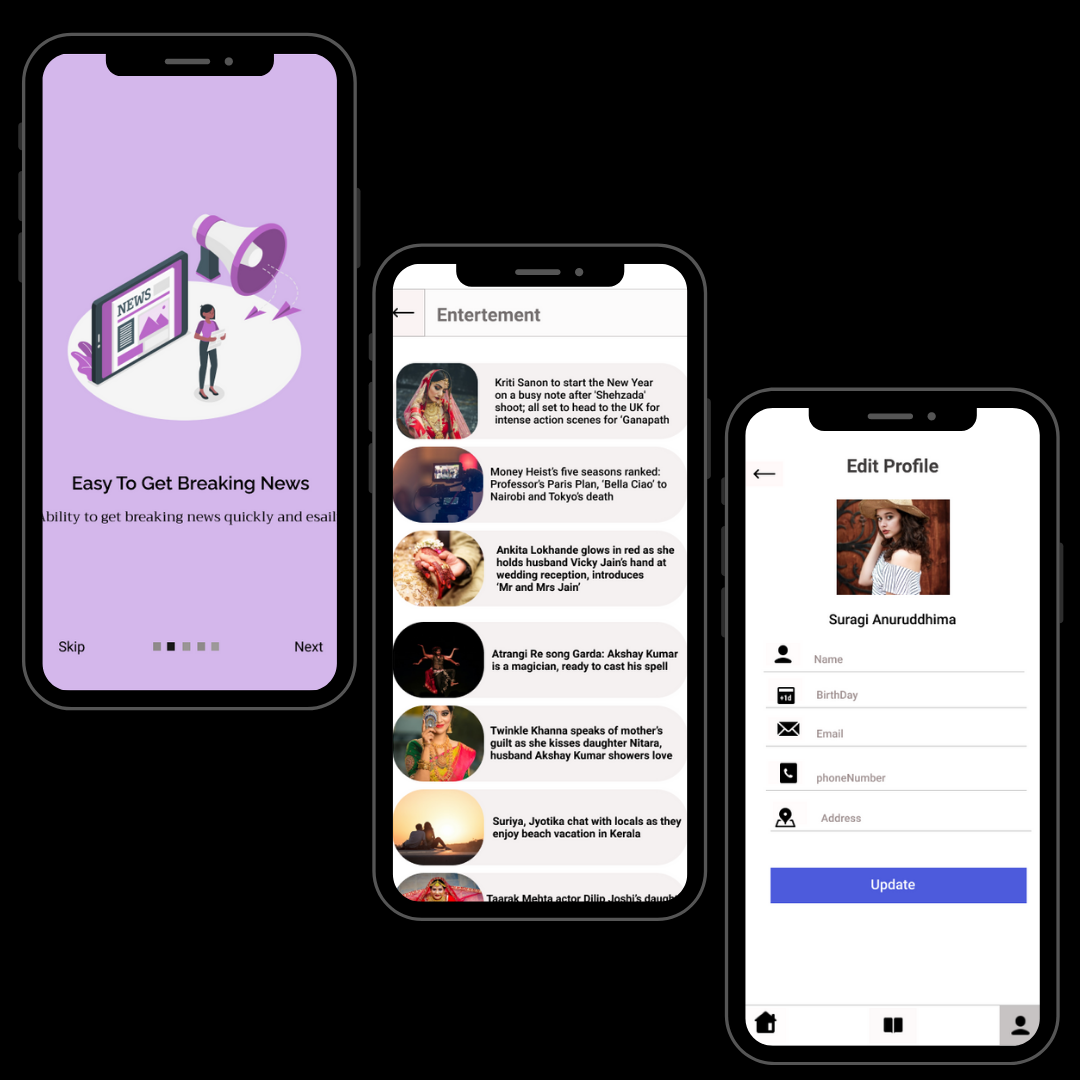 NEWS
Easy To Get Breaking News
bility to get breaking news quickly and esail
Skip
Next
Entertement
Kriti Sanon to start the New Year
on a busy note after 'Shehzada'
shoot; all set to head to the UK for
intense action scenes for 'Ganapath
Money Heist's five seasons ranked:
Professor's Paris Plan, 'Bella Ciao' to
Nairobi and Tokyo's death
Ankita Lokhande glows in red as she
holds husband Vicky Jain's hand at
wedding reception, introduces
'Mr and Mrs Jain'
Atrangi Re song Garda: Akshay Kumar
is a magician, ready to cast his spell
Twinkle Khanna speaks of mother's
guilt as she kisses daughter Nitara,
husband Akshay Kumar showers love
Suriya, Jyotika chat with locals as they
enjoy beach vacation in Kerala
Taarak Mehta actor Dilip Joshi's daugh
Edit Profile
Suragi Anuruddhima
Name
+1d
BirthDay
Email
phoneNumber
Address
Update